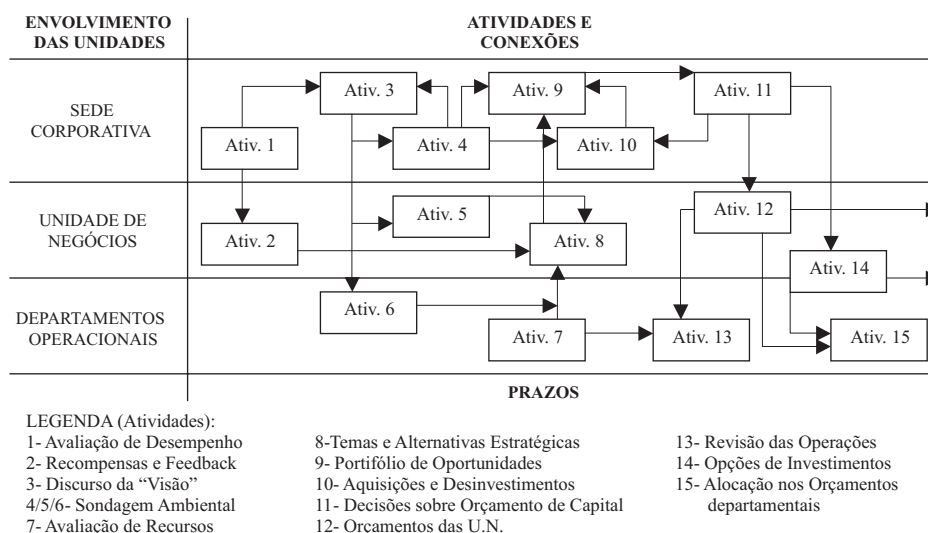 ENVOLVIMENTO
DAS UNIDADES
ATIVIDADES E
CONEXÕES
SEDE
CORPORATIVA
Ativ. 3
Ativ. 9
Ativ. 11
Ativ. 1
Ativ. 4
Ativ. 10
UNIDADE DE
NEGÓCIOS
Ativ. 5
Ativ. 12
Ativ. 2
Ativ. 8
Ativ. 14
DEPARTAMENTOS
OPERACIONAIS
Ativ. 6
Ativ. 7
Ativ. 13
Ativ. 15
PRAZOS
LEGENDA (Atividades):
1- Avaliação de Desempenho
2- Recompensas e Feedback
3- Discurso da “Visão”
4/5/6- Sondagem Ambiental
7- Avaliação de Recursos
8-Temas e Alternativas Estratégicas
9- Portifólio de Oportunidades
10- Aquisições e Desinvestimentos
11- Decisões sobre Orçamento de Capital
12- Orçamentos das U.N.
13- Revisão das Operações
14- Opções de Investimentos
15- Alocação nos Orçamentos
departamentais